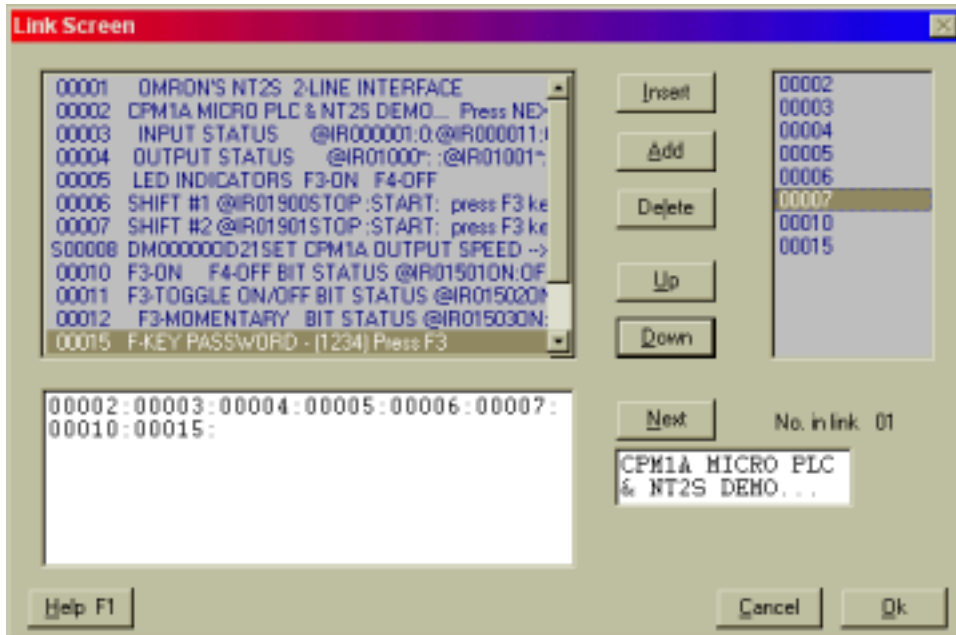 Link Screen
00001 OMRON'S NT2S 2-LINE INTERFACE
00002 CPM1A MICRO PLC & NT2S DEMO... Press NE>
00003 INPUT STATUS @IR000001:0:@IR000011:
00004 OUTPUT STATUS @IR01000
00005 LED INDICATORS F3-ON F4-OFF
00006 SHIFT #1 @IR01900STOP :START: press F3 ke
00007 SHIFT #2 @IR01901STOP :START: press F3 ke
S00008 DM000000D21SET CPM1A OUTPUT SPEED -->
00010 F3-ON F4-OFF BIT STATUS @IR01501ON:OF
00011 F3-TOGGLE ON/OFF BIT STATUS @IR01502ON
00012 F3-MOMENTARY BIT STATUS @IR01503ON:
00015 F-KEY PASSWORD - (1234) Press F3
Insert
Add
Delete
Up
Down
00002
00003
00004
00005
00006
00007
00010
00015
00002:00003:00004:00005:00006:00007:
00010:00015:
Next
No. in link 01
CPM1A MICRO PLC
& NT2S DEMO...
Help F1
Cancel
Ok